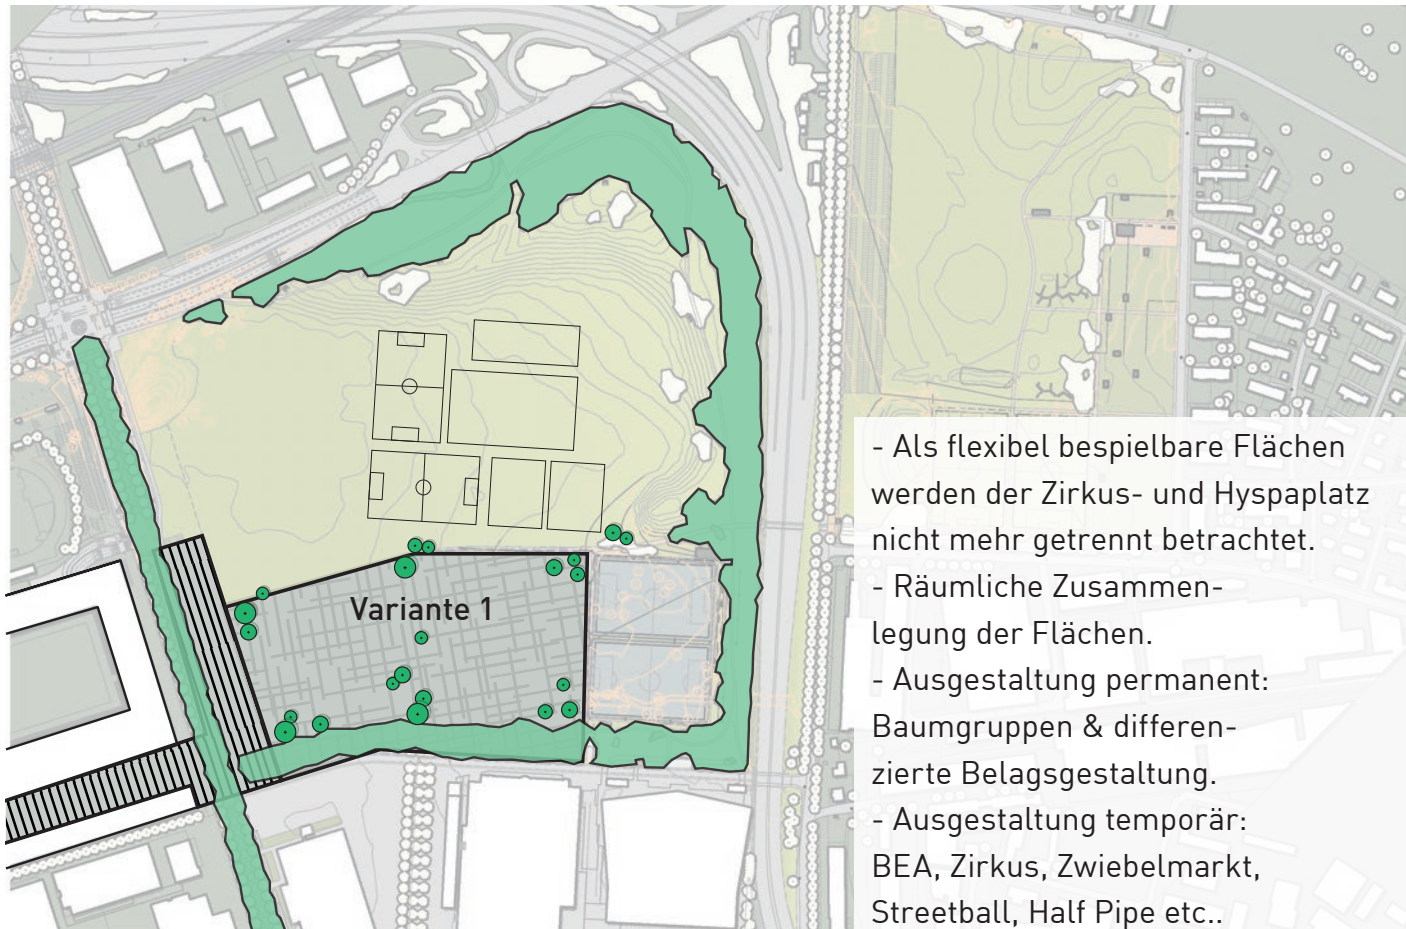 Variante 1
- Als flexibel bespielbare Flächen
werden der Zirkus- und Hyspaplatz
nicht mehr getrennt betrachtet.
- Räumliche Zusammen-
legung der Flächen.
- Ausgestaltung permanent:
Baumgruppen & differen-
zierte Belagsgestaltung.
- Ausgestaltung temporär:
BEA, Zirkus, Zwiebelmarkt,
Streetball, Half Pipe etc..